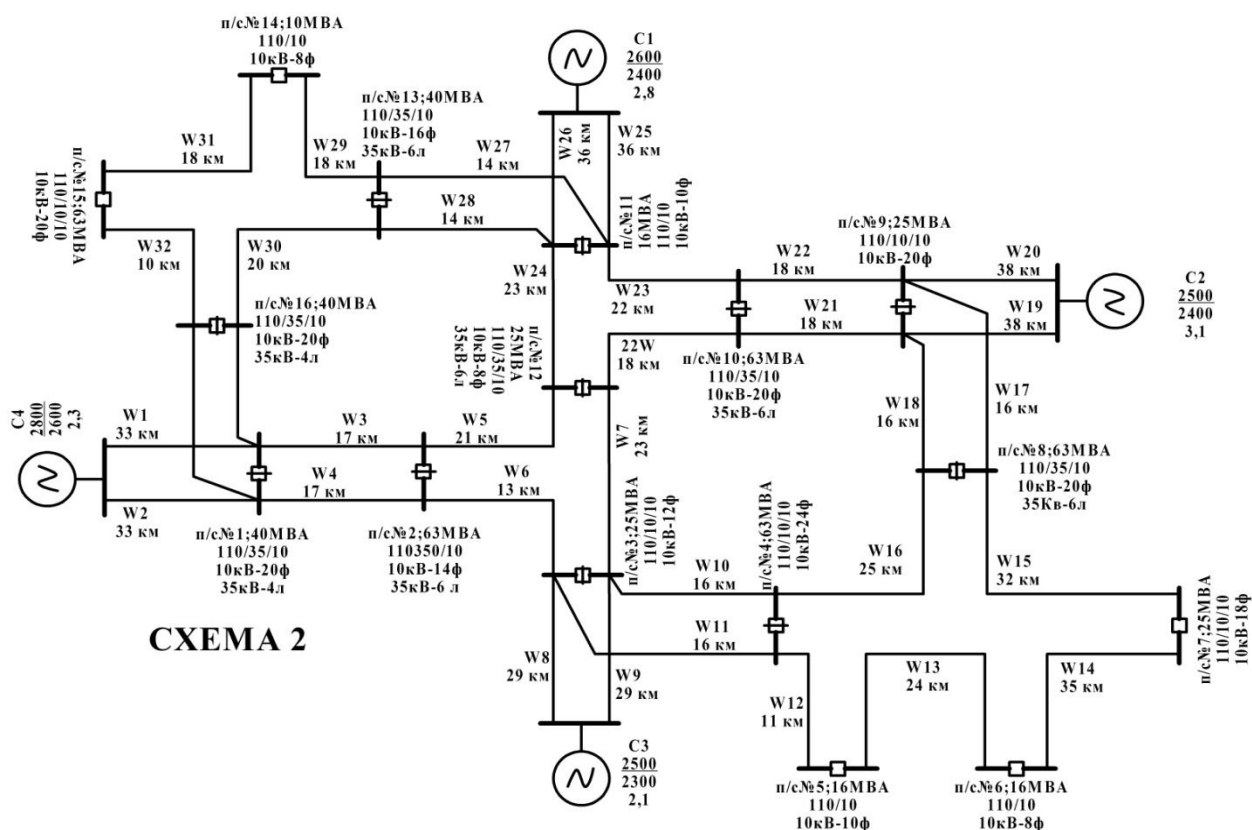 п/с№14;10МВА
110/10
10кВ-8ф
С1
2600
2400
2,8
п/с№13;40МВА
110/35/10
10кВ-16ф
35кВ-6л
W31
18 км
W29
18 км
W27
14 км
W26
36 км
W25
36 км
п/с№15;63МВА
110/10/10
10кВ-20ф
W28
14 км
п/с№11
16МВА
110/10
10кВ-10ф
п/с№9;25МВА
110/10/10
10кВ-20ф
W32
10 км
W30
20 км
W24
23 км
W23
22 км
W22
18 км
W20
38 км
W19
38 км
С2
2500
2400
3,1
п/с№16;40МВА
110/35/10
10кВ-20ф
35кВ-4л
W21
18 км
22W
18 км
п/с№12
25МВА
110/35/10
10кВ-8ф
35кВ-6л
п/с№10;63МВА
110/35/10
10кВ-20ф
35кВ-6л
W18
16 км
W17
16 км
С4
2800
2600
2,3
W1
33 км
W3
17 км
W5
21 км
W7
23 км
п/с№8;63МВА
110/35/10
10кВ-20ф
35Кв-6л
W4
17 км
W6
13 км
W2
33 км
п/с№1;40МВА
110/35/10
10кВ-20ф
35кВ-4л
п/с№2;63МВА
110350/10
10кВ-14ф
35кВ-6 л
п/с№3;25МВА
110/10/10
10кВ-12ф
п/с№4;63МВА
110/10/10
10кВ-24ф
W16
25 км
W15
32 км
W10
16 км
W11
16 км
п/с№7;25МВА
110/10/10
10кВ-18ф
СХЕМА 2
W8
29 км
W9
29 км
W12
11 км
W13
24 км
W14
35 км
С3
2500
2300
2,1
п/с№5;16МВА
110/10
10кВ-10ф
п/с№6;16МВА
110/10
10кВ-8ф